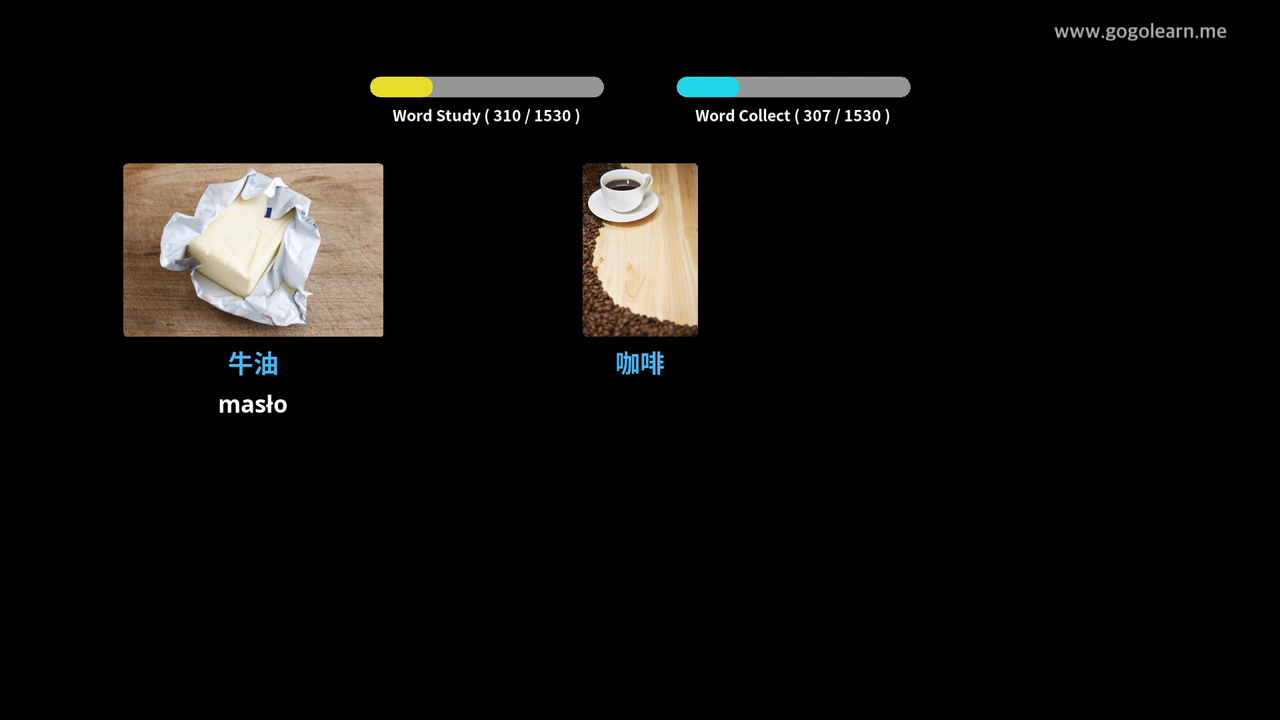 www.gogolearn.me
Word Study ( 310 / 1530 )
Word Collect ( 307 / 1530 )
牛油
咖啡
masło